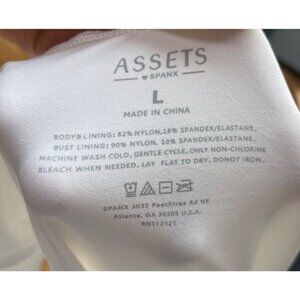 ASSETS
♥SPANX
L
MADE IN CHINA
BODY & LINING: 82% NYLON, 18% SPANDEX/ELASTANE,
BUST LINING: 90% NYLON, 10% SPANDEX/ELASTANE.
MACHINE WASH COLD, GENTLE CYCLE, ONLY NON-CHLORINE
BLEACH WHEN NEEDED. LAY FLAT TO DRY. DO NOT IRON.
SPANX 3035 Peachtree Rd NE
Atlanta, GA 30305 U.S.A.
RN112121